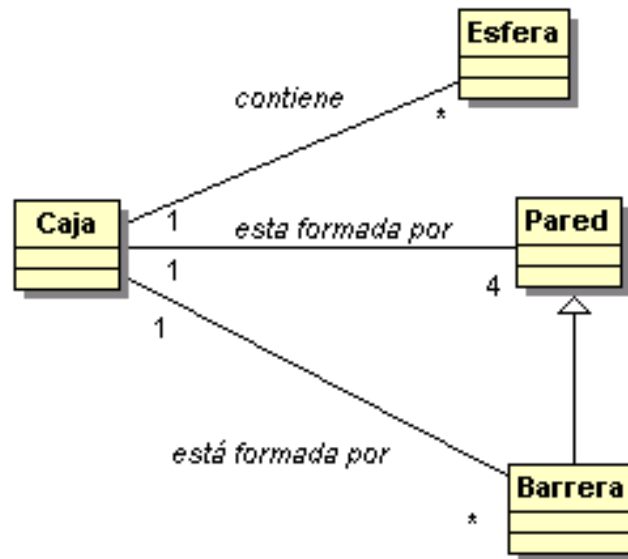 Esfera
contiene
*
Caja
1
esta formada por
Pared
1
4
1
está formada por
Barrera
*